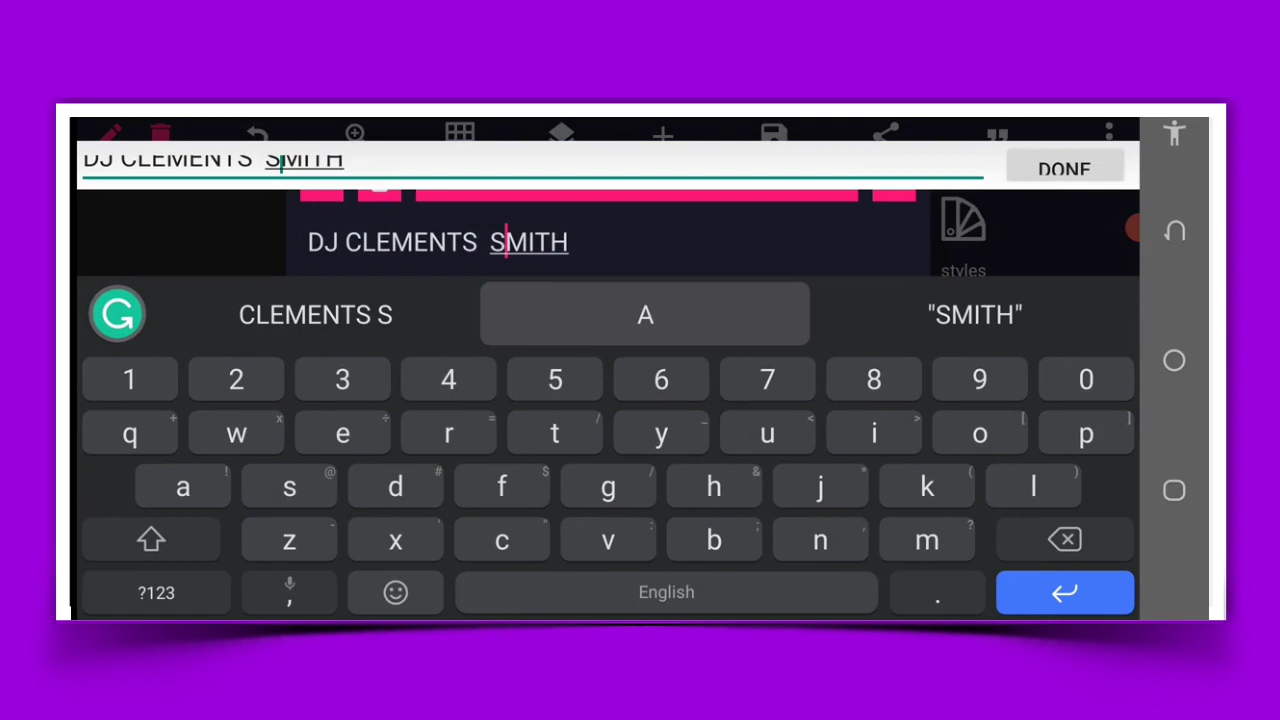 DJ CLEMENTS SMITH
DONE
DJ CLEMENTS SMITH
styles
CLEMENTS S A "SMITH"
1 2 3 4 5 6 7 8 9 0
q + w x e ÷ r = t / y _ u < i > o [ p ]
a ! s @ d # f $ g / h & j * k ( l )
z - x ' c " v : b ; n , m ?
?123 , English .